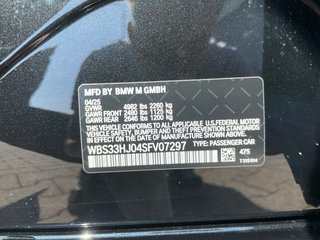 MFD BY BMW M GMBH
04/25
GVWR 4982 lbs 2260 kg
GAWR FRONT 2480 lbs 1125 kg
GAWR REAR 2646 lbs 1200 kg
THIS VEHICLE CONFORMS TO ALL APPLICABLE U.S. FEDERAL MOTOR
VEHICLE SAFETY, BUMPER AND THEFT PREVENTION STANDARDS IN
EFFECT ON THE DATE OF MANUFACTURE SHOWN ABOVE.
WBS33HJ04SFV07297 TYPE: PASSENGER CAR
475